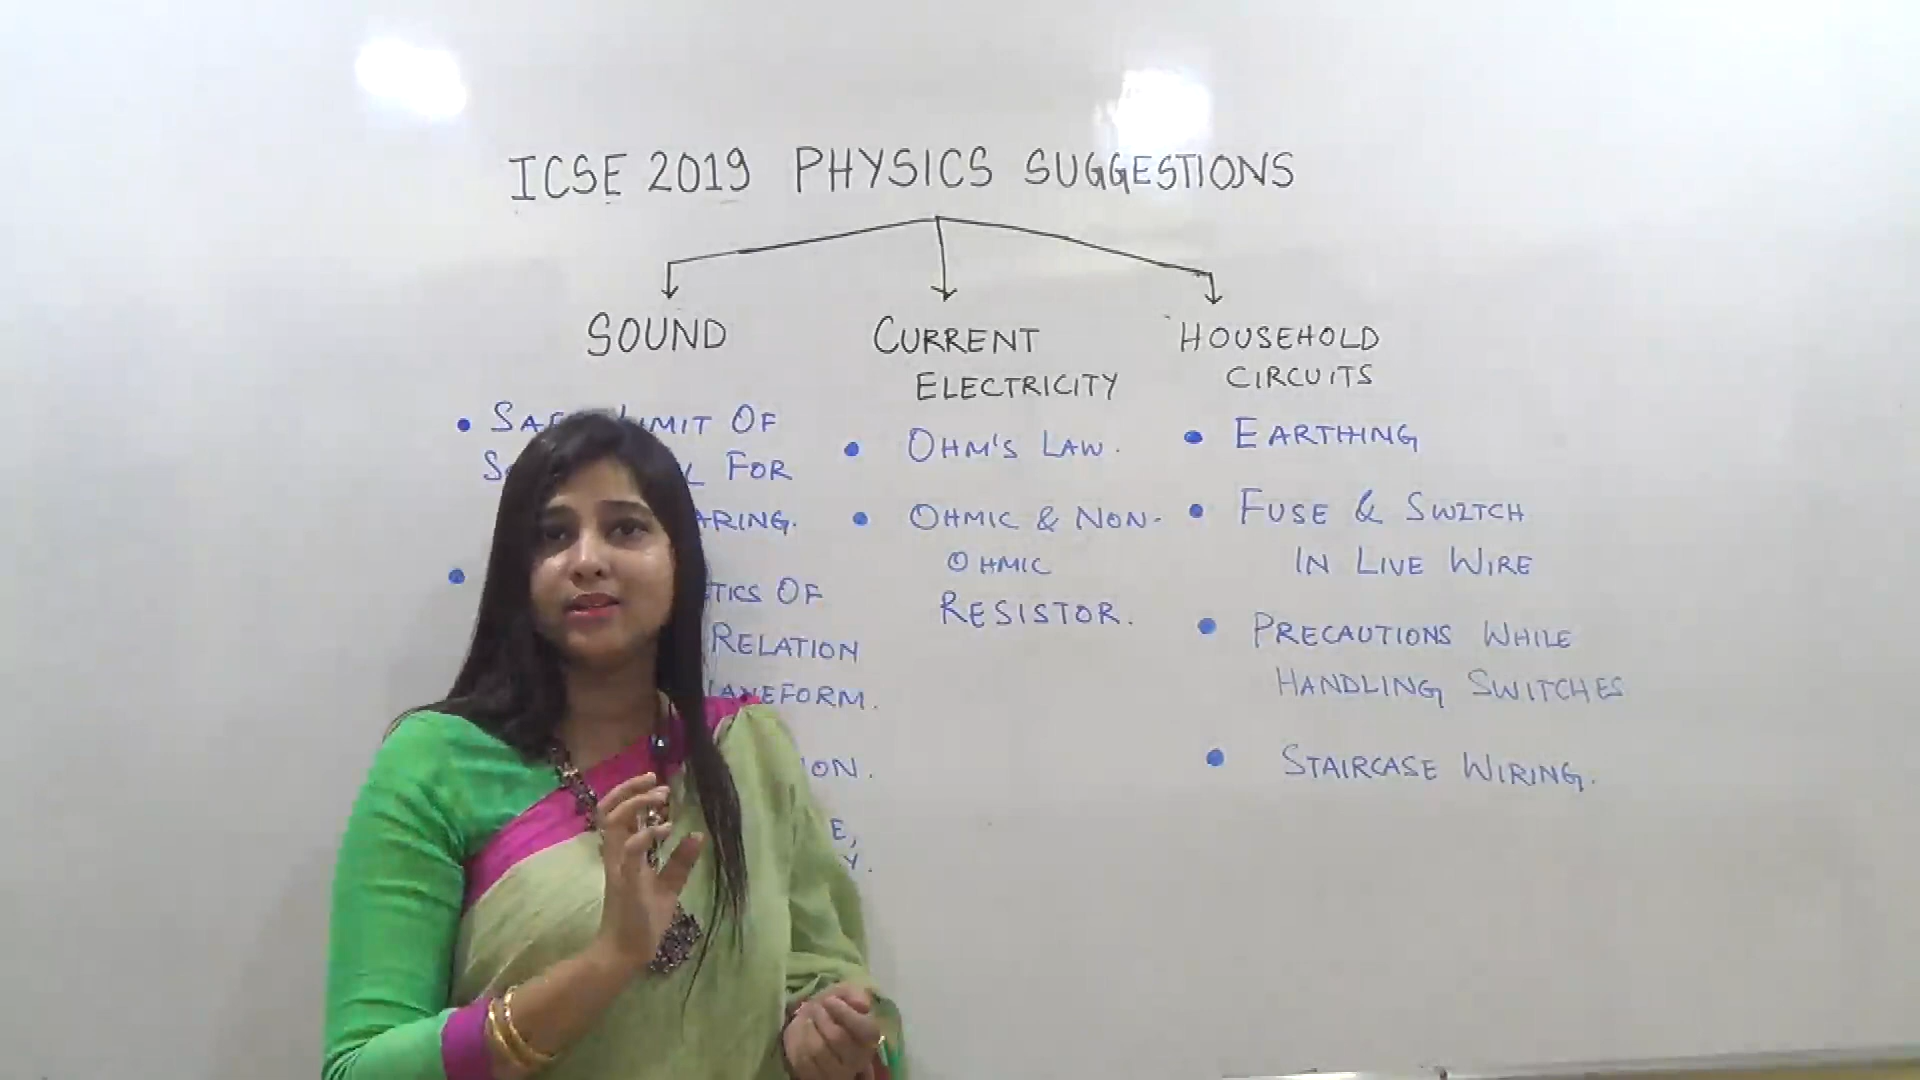 ICSE 2019 PHYSICS SUGGESTIONS
SOUND
LIMIT OF
FOR
RELATION
CURRENT
ELECTRICITY
• OHM'S LAW.
• OHMIC & NON-
OHMIC
RESISTOR.
HOUSEHOLD
CIRCUITS
• EARTHING
• FUSE & SWITCH
IN LIVE WIRE
• PRECAUTIONS WHILE
HANDLING SWITCHES
• STAIRCASE WIRING.